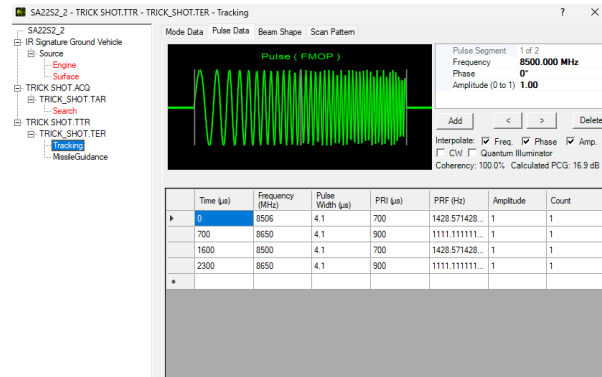 SA22S2_2 - TRICK SHOT.TTR - TRICK_SHOT.TER - Tracking ? ×
SA22S2_2
IR Signature Ground Vehicle
Source
Engine
Surface
TRICK SHOT.ACQ
TRICK_SHOT.TAR
Search
TRICK SHOT.TTR
TRICK_SHOT.TER
Tracking
MissileGuidance
Mode Data Pulse Data Beam Shape Scan Pattern
Pulse ( FMOP )
Pulse Segment 1 of 2
Frequency 8500.000 MHz
Phase 0°
Amplitude (0 to 1) 1.00
Add < > Delete
Interpolate: Freq. Phase Amp.
CW Quantum Illuminator
Coherency: 100.0% Calculated PCG: 16.9 dB
Time (µs) Frequency (MHz) Pulse Width (µs) PRI (µs) PRF (Hz) Amplitude Count
0 8506 4.1 700 1428.571428... 1 1
700 8650 4.1 900 1111.111111... 1 1
1600 8500 4.1 700 1428.571428... 1 1
2300 8650 4.1 900 1111.111111... 1 1